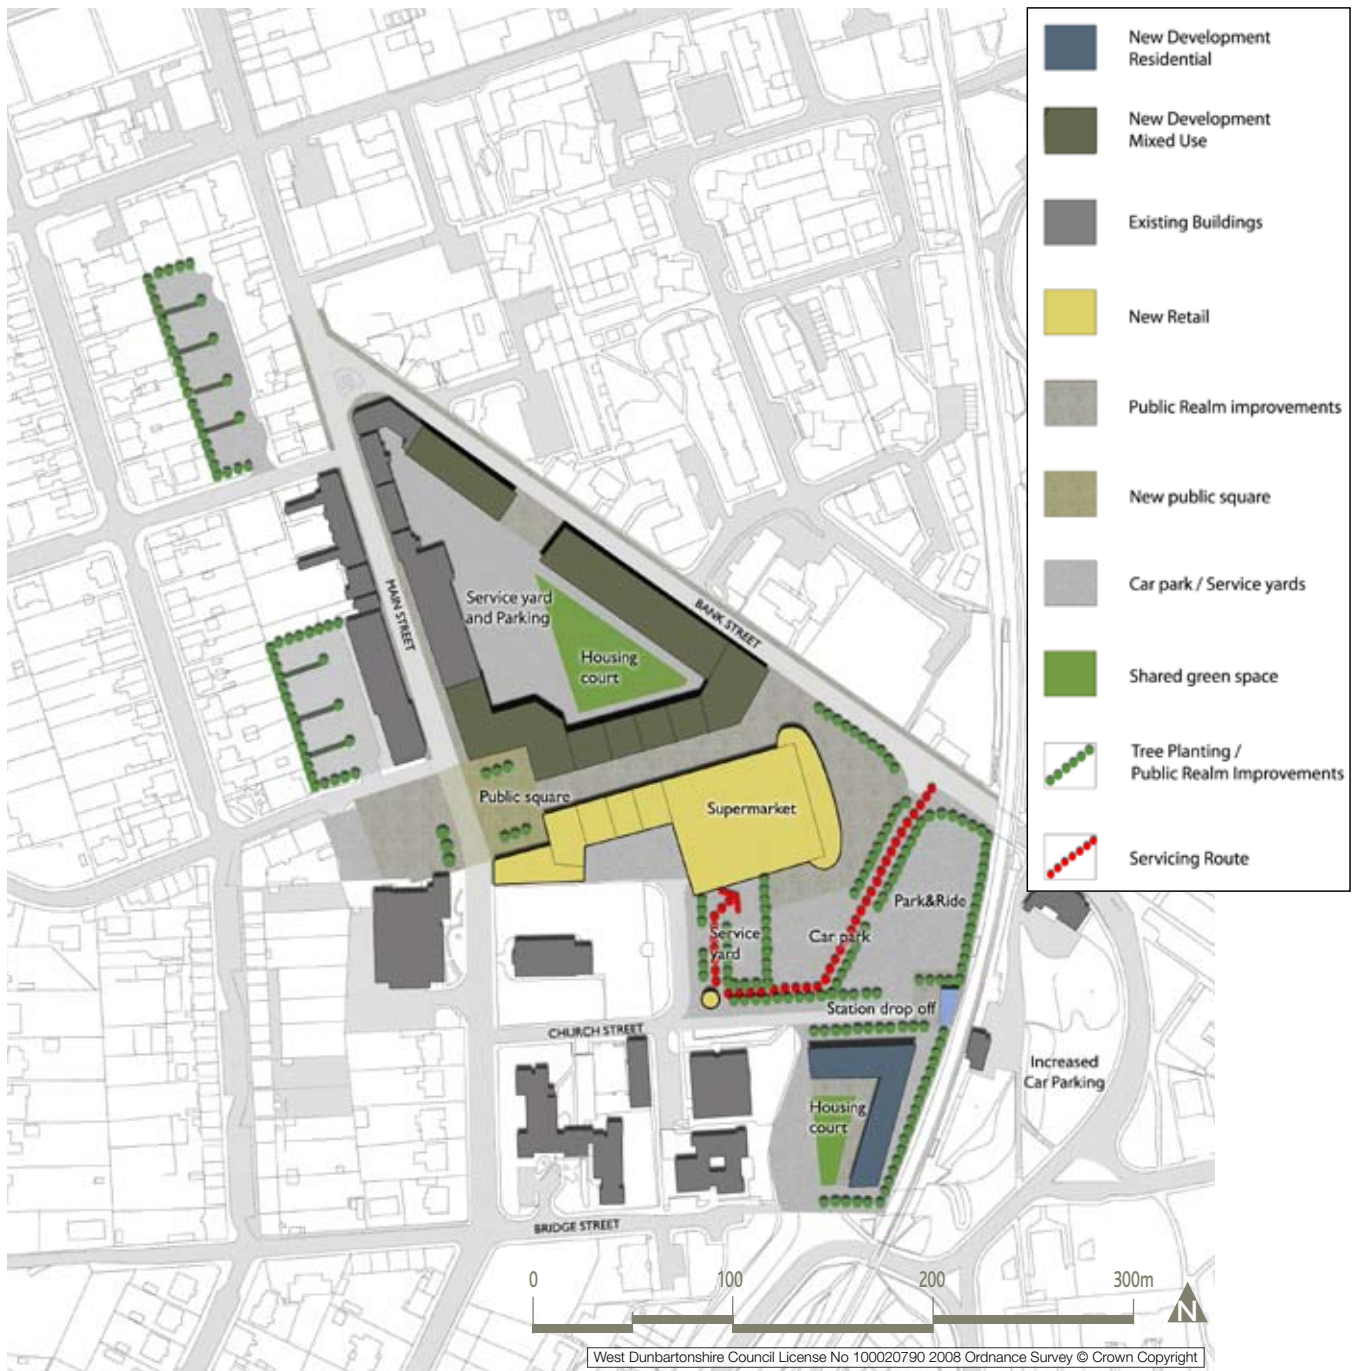 New Development
Residential
New Development
Mixed Use
Existing Buildings
New Retail
Public Realm improvements
New public square
Car park / Service yards
Shared green space
Tree Planting /
Public Realm Improvements
Servicing Route
MAIN STREET
Service yard
and Parking
BANK STREET
Housing
court
Public square
Supermarket
Park&Ride
Service
yard
Car park
Station drop off
CHURCH STREET
Increased
Car Parking
Housing
court
BRIDGE STREET
0 100 200 300m
N
West Dunbartonshire Council License No 100020790 2008 Ordnance Survey © Crown Copyright